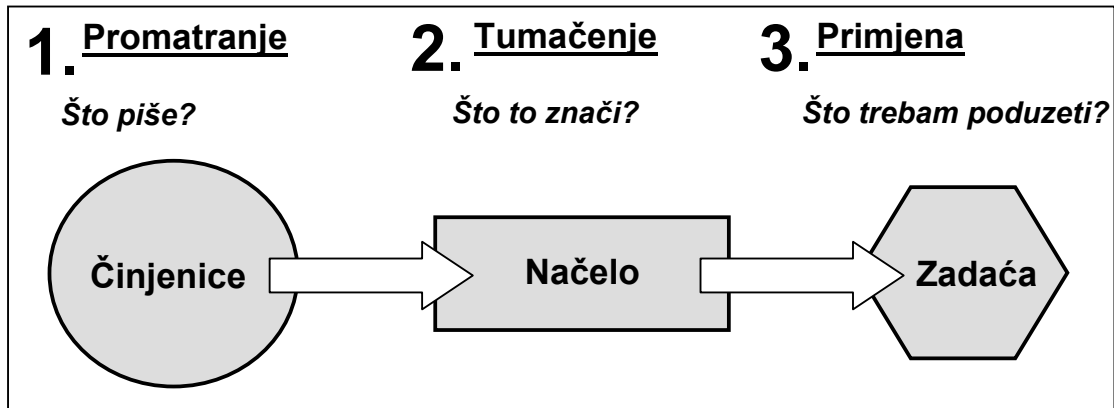 1. Promatranje
Što piše?
Činjenice
2. Tumačenje
Što to znači?
Načelo
3. Primjena
Što trebam poduzeti?
Zadaća